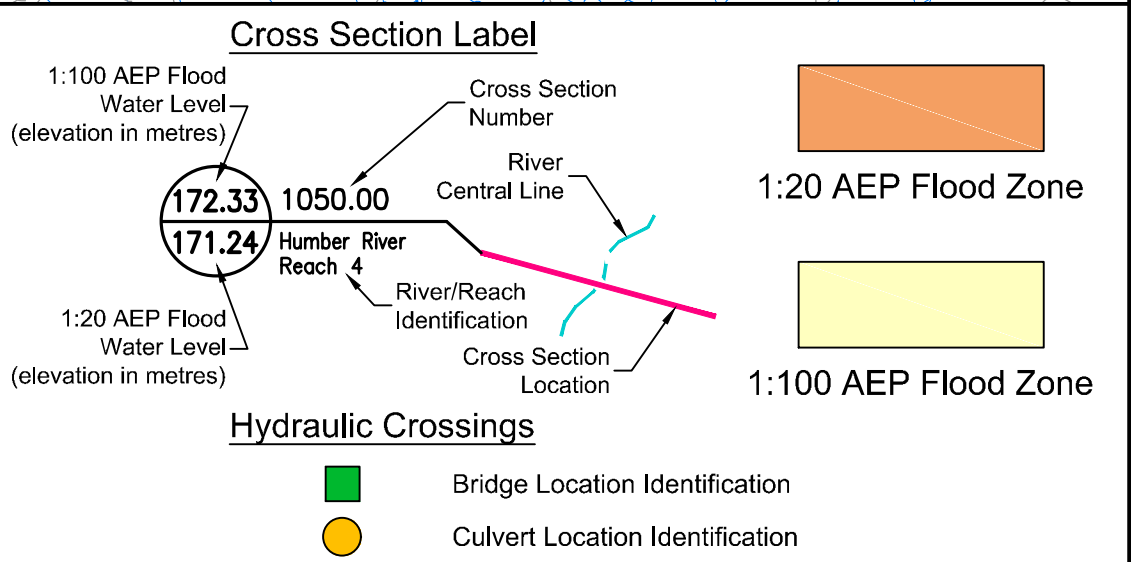 Cross Section Label
1:100 AEP Flood
Water Level
(elevation in metres)
Cross Section
Number
River
Central Line
172.33
1050.00
171.24
Humber River
Reach 4
River/Reach
Identification
1:20 AEP Flood
Water Level
(elevation in metres)
Cross Section
Location
1:20 AEP Flood Zone
1:100 AEP Flood Zone
Hydraulic Crossings
Bridge Location Identification
Culvert Location Identification